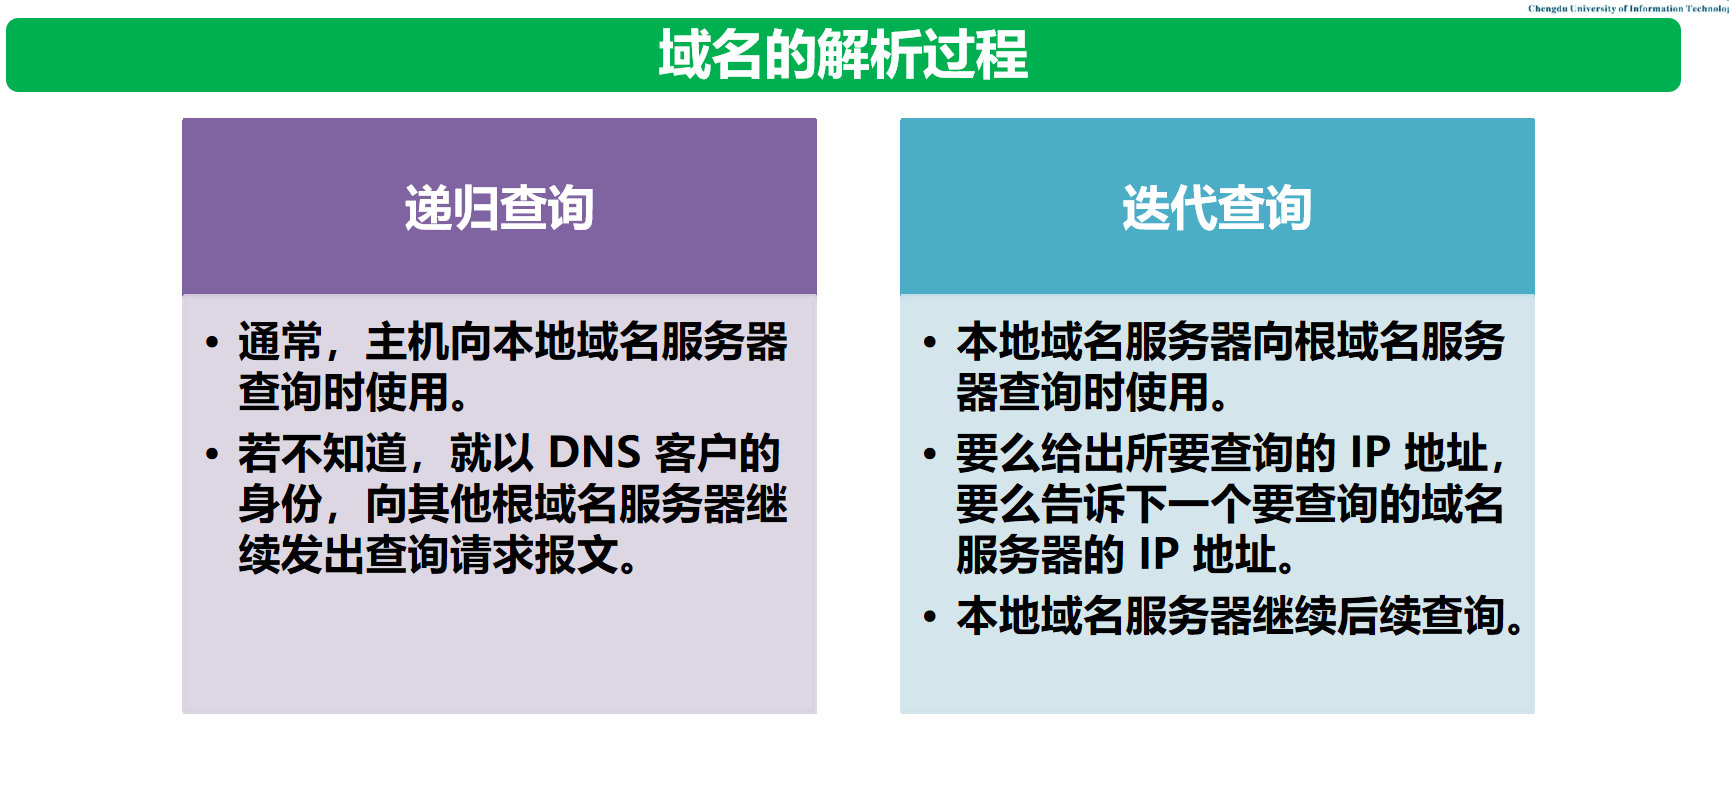 Chengdu University of Information Technolog
域名的解析过程
递归查询
• 通常，主机向本地域名服务器
查询时使用。
• 若不知道，就以 DNS 客户的
身份，向其他根域名服务器继
续发出查询请求报文。
迭代查询
• 本地域名服务器向根域名服务
器查询时使用。
• 要么给出所要查询的 IP 地址，
要么告诉下一个要查询的域名
服务器的 IP 地址。
• 本地域名服务器继续后续查询。